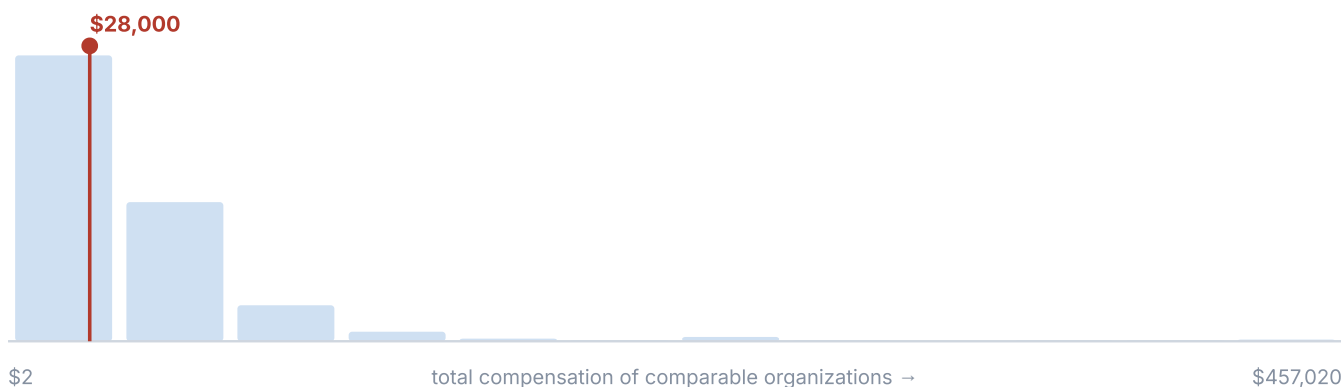 $28,000
$2 total compensation of comparable organizations → $457,020